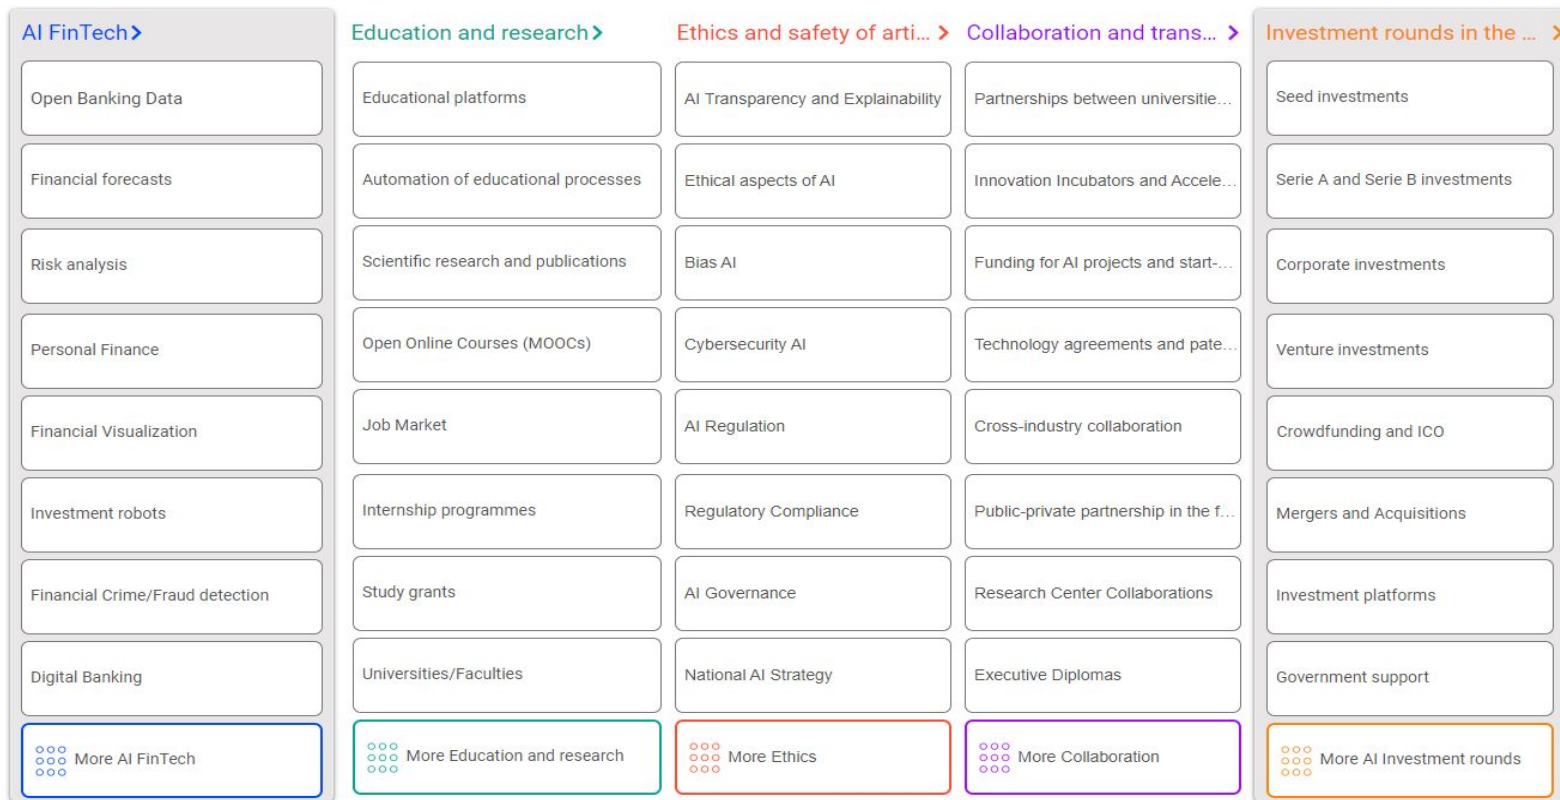 AI FinTech
Open Banking Data
Financial forecasts
Risk analysis
Personal Finance
Financial Visualization
Investment robots
Financial Crime/Fraud detection
Digital Banking
More AI FinTech
Education and research
Educational platforms
Automation of educational processes
Scientific research and publications
Open Online Courses (MOOCs)
Job Market
Internship programmes
Study grants
Universities/Faculties
More Education and research
Ethics and safety of arti...
AI Transparency and Explainability
Ethical aspects of AI
Bias AI
Cybersecurity AI
AI Regulation
Regulatory Compliance
AI Governance
National AI Strategy
More Ethics
Collaboration and trans...
Partnerships between universitie...
Innovation Incubators and Accele...
Funding for AI projects and start-...
Technology agreements and pate...
Cross-industry collaboration
Public-private partnership in the f...
Research Center Collaborations
Executive Diplomas
More Collaboration
Investment rounds in the ...
Seed investments
Serie A and Serie B investments
Corporate investments
Venture investments
Crowdfunding and ICO
Mergers and Acquisitions
Investment platforms
Government support
More AI Investment rounds